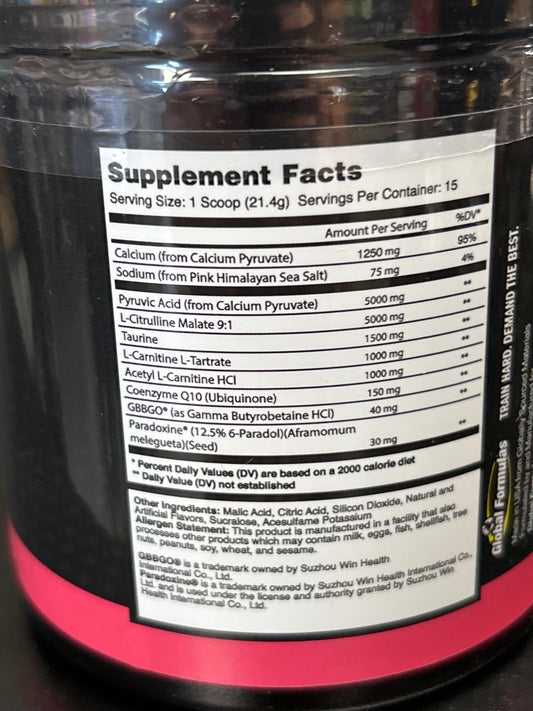 Supplement Facts
Serving Size: 1 Scoop (21.4g) Servings Per Container: 15
Amount Per Serving %DV*
Calcium (from Calcium Pyruvate) 1250 mg 95%
Sodium (from Pink Himalayan Sea Salt) 75 mg 4%
Pyruvic Acid (from Calcium Pyruvate) 5000 mg **
L-Citrulline Malate 9:1 5000 mg **
Taurine 1500 mg **
L-Carnitine L-Tartrate 1000 mg **
Acetyl L-Carnitine HCl 1000 mg **
Coenzyme Q10 (Ubiquinone) 150 mg **
GBBGO® (as Gamma Butyrobetaine HCl) 40 mg
Paradoxine® (12.5% 6-Paradol)(Aframomum
melegueta)(Seed) 30 mg **
* Percent Daily Values (DV) are based on a 2000 calorie diet
** Daily Value (DV) not established
Other Ingredients: Malic Acid, Citric Acid, Silicon Dioxide, Natural and
Artificial Flavors, Sucralose, Acesulfame Potassium
Allergen Statement: This product is manufactured in a facility that also
processes other products which may contain milk, eggs, fish, shellfish, tree
nuts, peanuts, soy, wheat, and sesame.
GBBGO® is a trademark owned by Suzhou Win Health
International Co., Ltd.
Paradoxine® is a trademark owned by Suzhou Win Health International Co.,
Ltd. and is used under the license and authority granted by Suzhou Win
Health International Co., Ltd.
Global Formulas
TRAIN HARD. DEMAND THE BEST.
USA from Globally Sourced Materials